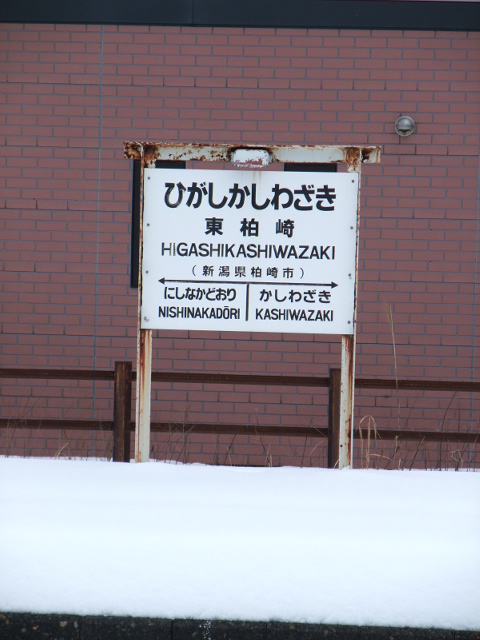 ひがしかしわざき
東柏崎
HIGASHIKASHIWAZAKI
(新潟県柏崎市)
にしなかどおり かしわざき
NISHINAKADŌRI KASHIWAZAKI